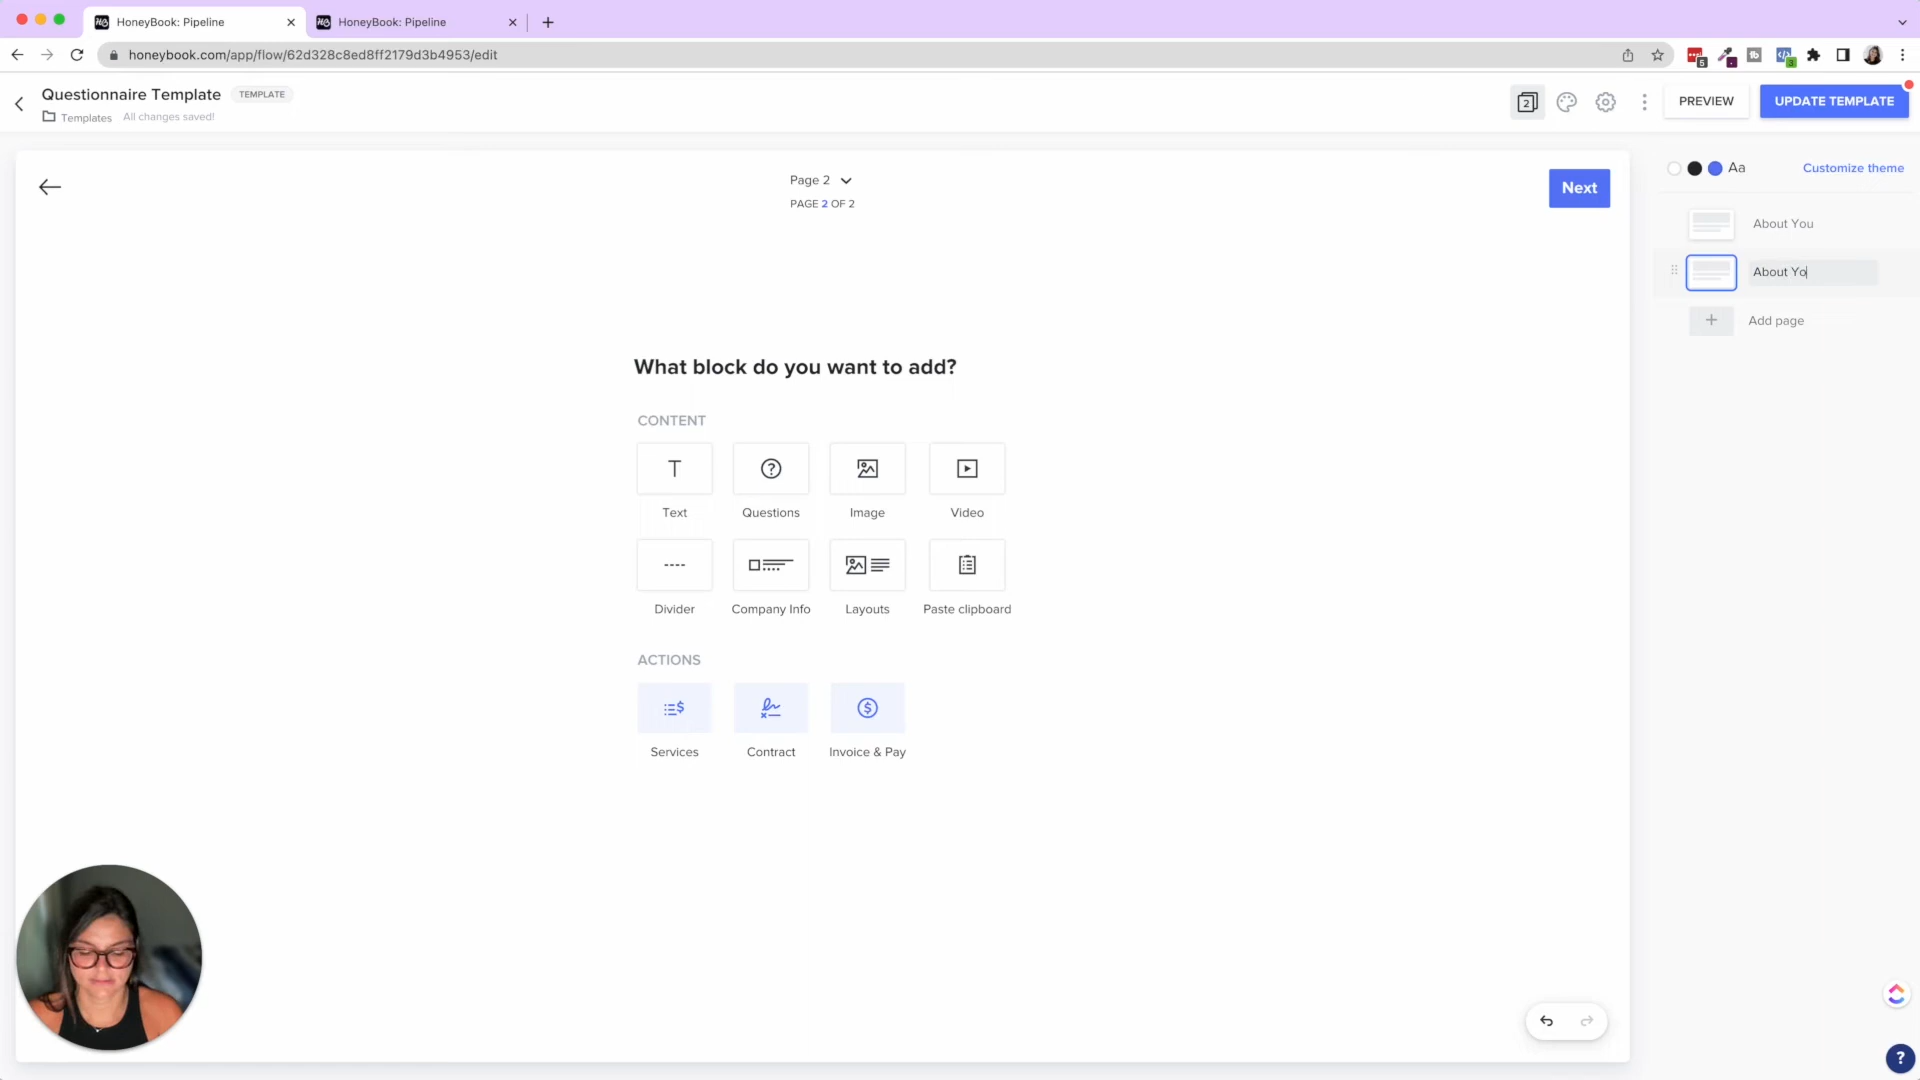 HoneyBook: Pipeline
HoneyBook: Pipeline
honeybook.com/app/flow/62d328c8ed8ff2179d3b4953/edit
Questionnaire Template
TEMPLATE
Templates
All changes saved!
2
PREVIEW
UPDATE TEMPLATE
Page 2
PAGE 2 OF 2
Next
Aa
Customize theme
About You
About Yo
Add page
What block do you want to add?
CONTENT
Text
Questions
Image
Video
Divider
Company Info
Layouts
Paste clipboard
ACTIONS
Services
Contract
Invoice & Pay